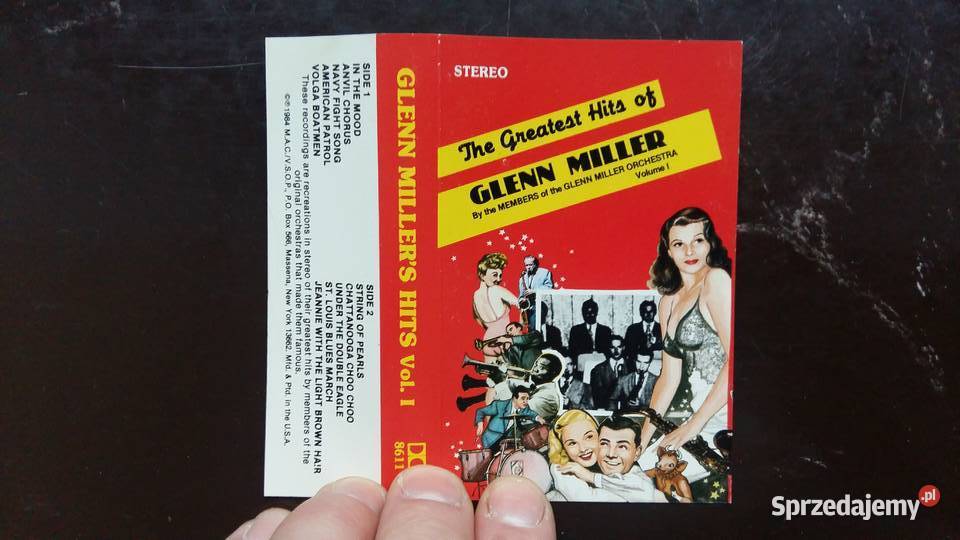 STEREO
The Greatest Hits of
GLENN MILLER
By the MEMBERS of the GLENN MILLER ORCHESTRA
Volume I
GLENN MILLER'S HITS Vol. I
8611
SIDE 1
IN THE MOOD
ANVIL CHORUS
NAVY FIGHT SONG
AMERICAN PATROL
VOLGA BOATMEN
SIDE 2
STRING OF PEARLS
CHATTANOOGA CHOO CHOO
UNDER THE DOUBLE EAGLE
ST. LOUIS BLUES MARCH
JEANNIE WITH THE LIGHT BROWN HAIR
These recordings are recreations in stereo of their greatest hits by members of the
original orchestras that made them famous.
©℗ 1984 M.A.C./V.S.O.P., P.O. Box 566, Massena, New York 13662. Mfd. & Ptd. in the U.S.A.
Sprzedajemy.pl